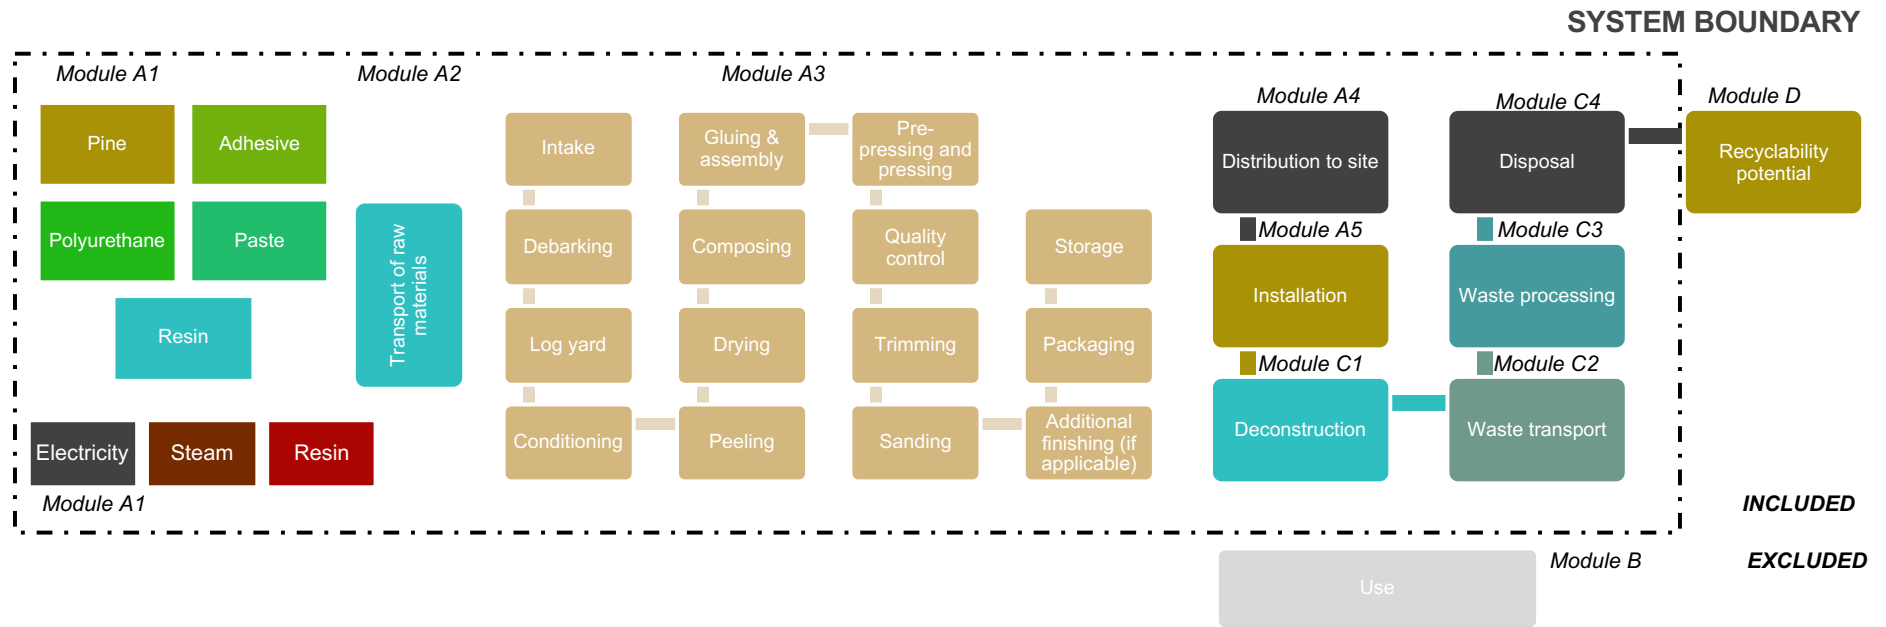 SYSTEM BOUNDARY
Module A1
Pine
Adhesive
Polyurethane
Paste
Resin
Electricity
Steam
Resin
Module A1
Module A2
Transport of raw
materials
Module A3
Intake
Debarking
Log yard
Conditioning
Peeling
Drying
Composing
Gluing &
assembly
Pre-
pressing and
pressing
Quality
control
Trimming
Sanding
Additional
finishing (if
applicable)
Packaging
Storage
Module A4
Distribution to site
Module A5
Installation
Module C1
Deconstruction
Module C2
Waste transport
Module C3
Waste processing
Module C4
Disposal
Module D
Recyclability
potential
INCLUDED
EXCLUDED
Module B
Use